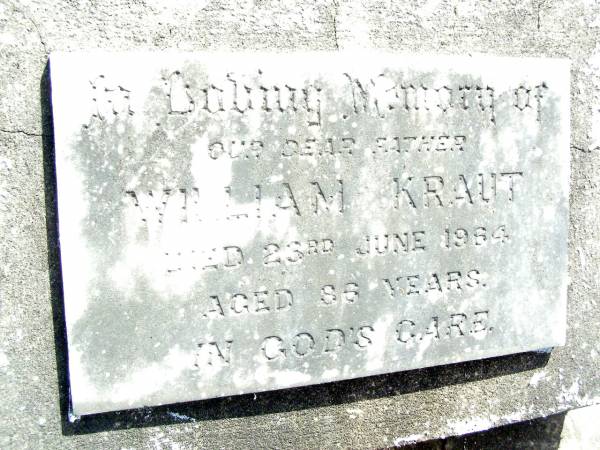 In Loving Memory of
OUR DEAR FATHER
WILLIAM KRAUT
DIED 23RD JUNE 1964
AGED 86 YEARS.
IN GOD'S CARE.